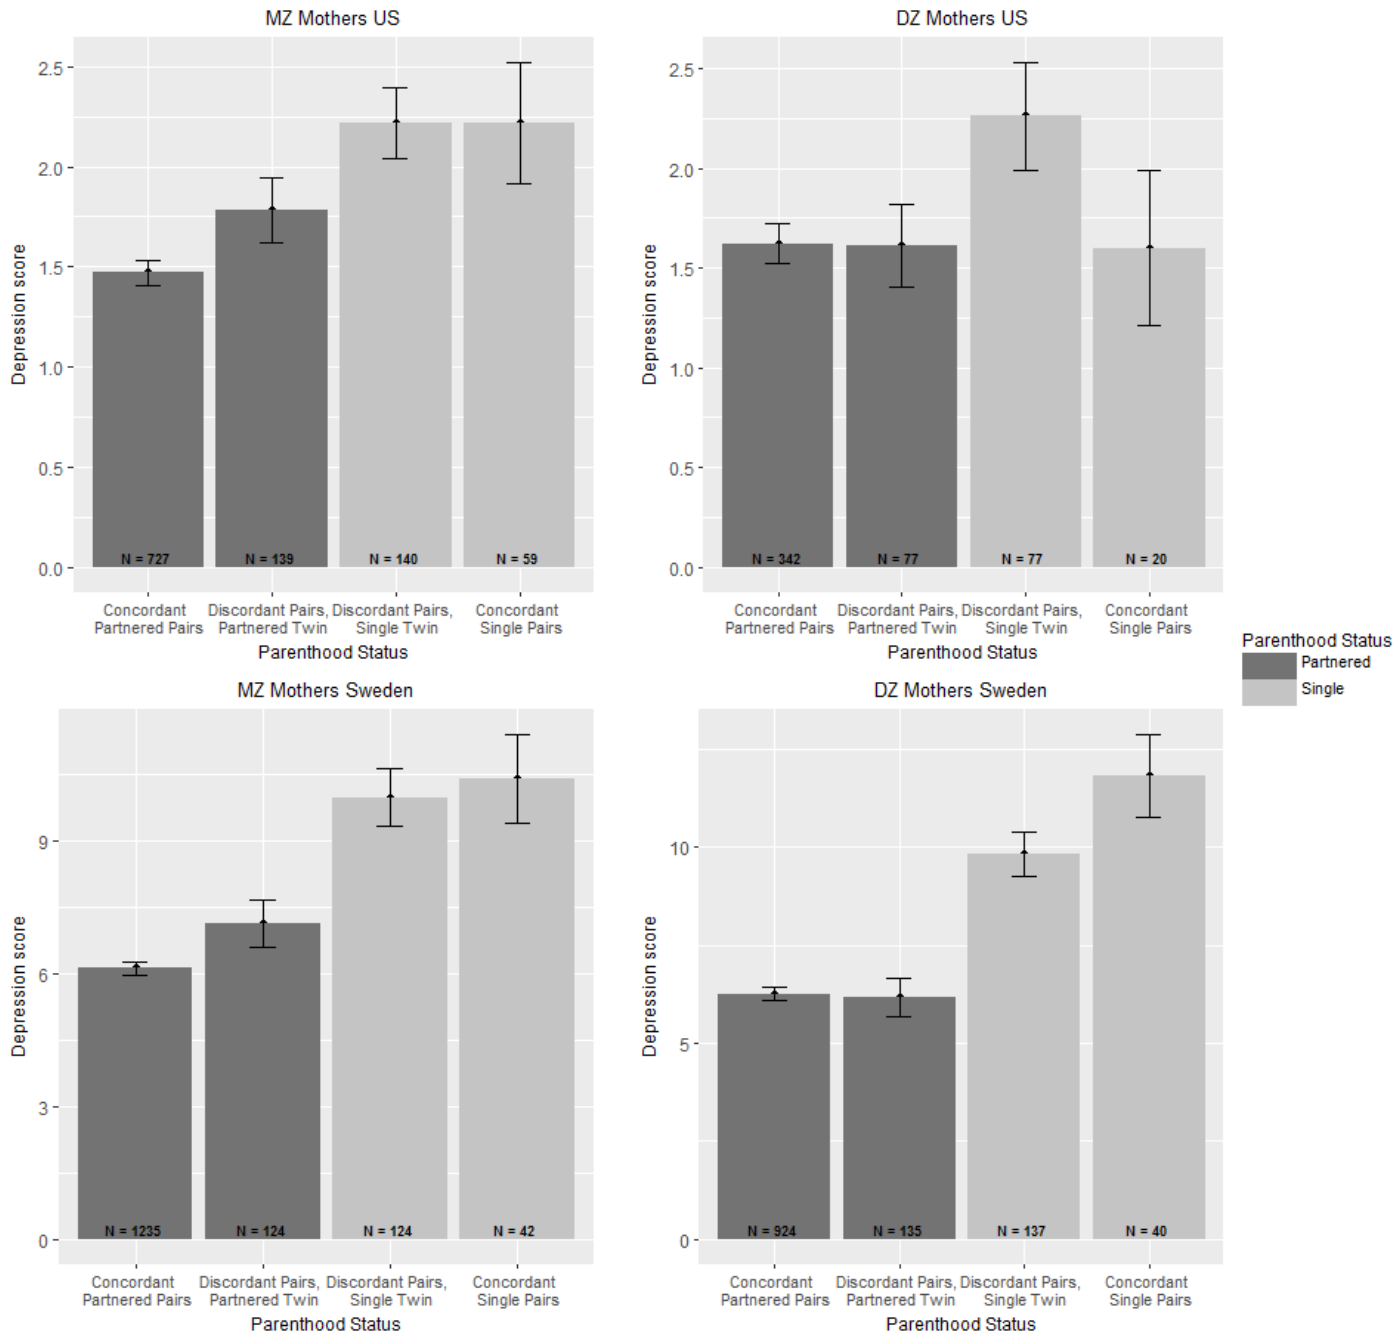 MZ Mothers US
Depression score
2.5
2.0
1.5
1.0
0.5
0.0
N = 727
N = 139
N = 140
N = 59
Concordant
Partnered Pairs
Discordant Pairs,
Partnered Twin
Discordant Pairs,
Single Twin
Concordant
Single Pairs
Parenthood Status
DZ Mothers US
Depression score
2.5
2.0
1.5
1.0
0.5
0.0
N = 342
N = 77
N = 77
N = 20
Concordant
Partnered Pairs
Discordant Pairs,
Partnered Twin
Discordant Pairs,
Single Twin
Concordant
Single Pairs
Parenthood Status
Parenthood Status
Partnered
Single
MZ Mothers Sweden
Depression score
9
6
3
0
N = 1235
N = 124
N = 124
N = 42
Concordant
Partnered Pairs
Discordant Pairs,
Partnered Twin
Discordant Pairs,
Single Twin
Concordant
Single Pairs
Parenthood Status
DZ Mothers Sweden
Depression score
10
5
0
N = 924
N = 135
N = 137
N = 40
Concordant
Partnered Pairs
Discordant Pairs,
Partnered Twin
Discordant Pairs,
Single Twin
Concordant
Single Pairs
Parenthood Status